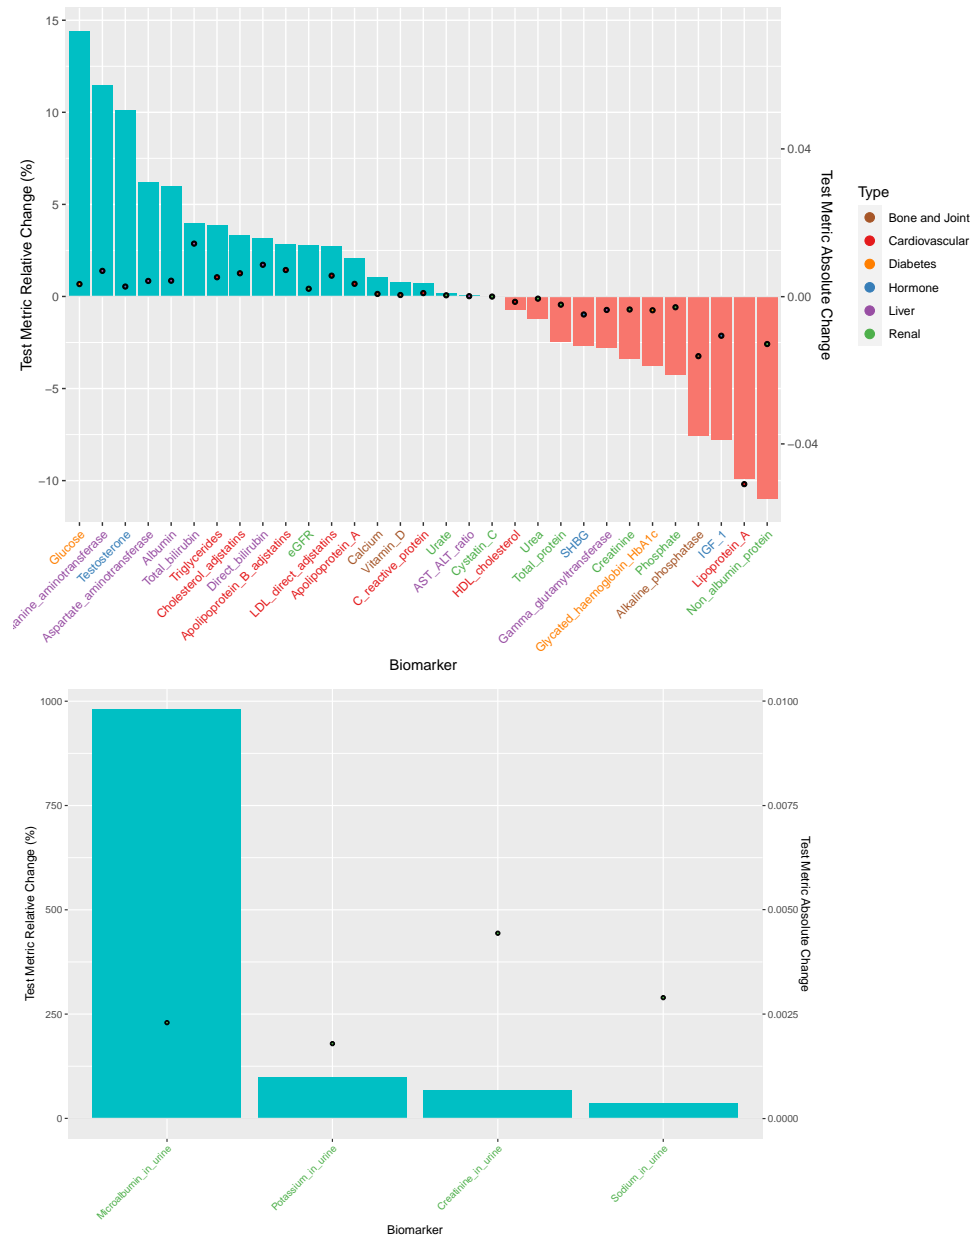 15
10
5
0
−5
−10
Test Metric Relative Change (%)
0.04
0.00
−0.04
Test Metric Absolute Change
Glucose
anine_aminotransferase
Testosterone
Aspartate_aminotransferase
Albumin
Total_bilirubin
Triglycerides
Cholesterol_adjstatins
Direct_bilirubin
Apolipoprotein_B_adjstatins
eGFR
LDL_direct_adjstatins
Apolipoprotein_A
Calcium
Vitamin_D
C_reactive_protein
Urate
AST_ALT_ratio
Cystatin_C
HDL_cholesterol
Urea
Total_protein
SHBG
Gamma_glutamyltransferase
Creatinine
Glycated_haemoglobin_HbA1c
Phosphate
Alkaline_phosphatase
IGF_1
Lipoprotein_A
Non_albumin_protein
Biomarker
Type
Bone and Joint
Cardiovascular
Diabetes
Hormone
Liver
Renal
1000
750
500
250
0
Test Metric Relative Change (%)
0.0100
0.0075
0.0050
0.0025
0.0000
Test Metric Absolute Change
Microalbumin_in_urine
Potassium_in_urine
Creatinine_in_urine
Sodium_in_urine
Biomarker